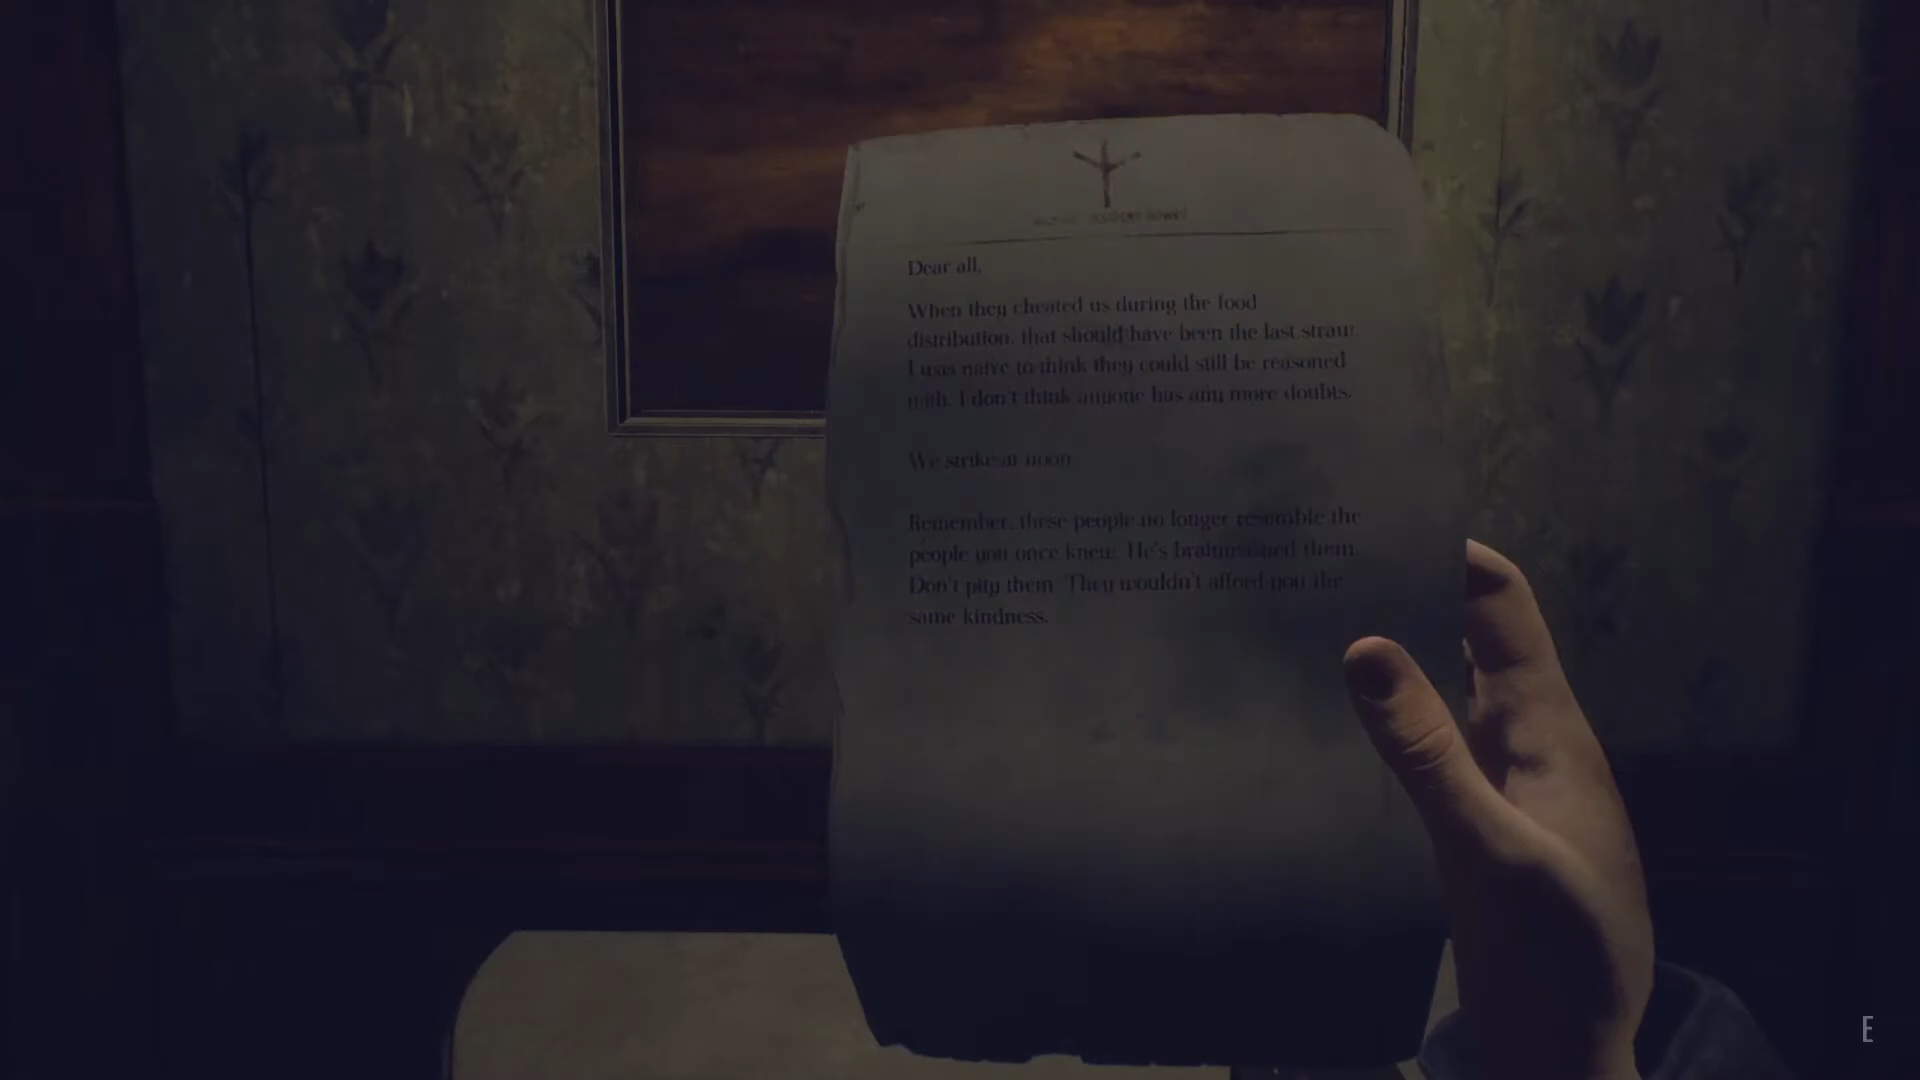 Dear all,
When they cheated us during the food
distribution, that should have been the last straw.
I was naive to think they could still be reasoned
with. I don't think anyone has any more doubts.
We strike at noon
Remember, these people no longer resemble the
people you once knew. He's brainwashed them.
Don't pity them. They wouldn't afford you the
same kindness.
E